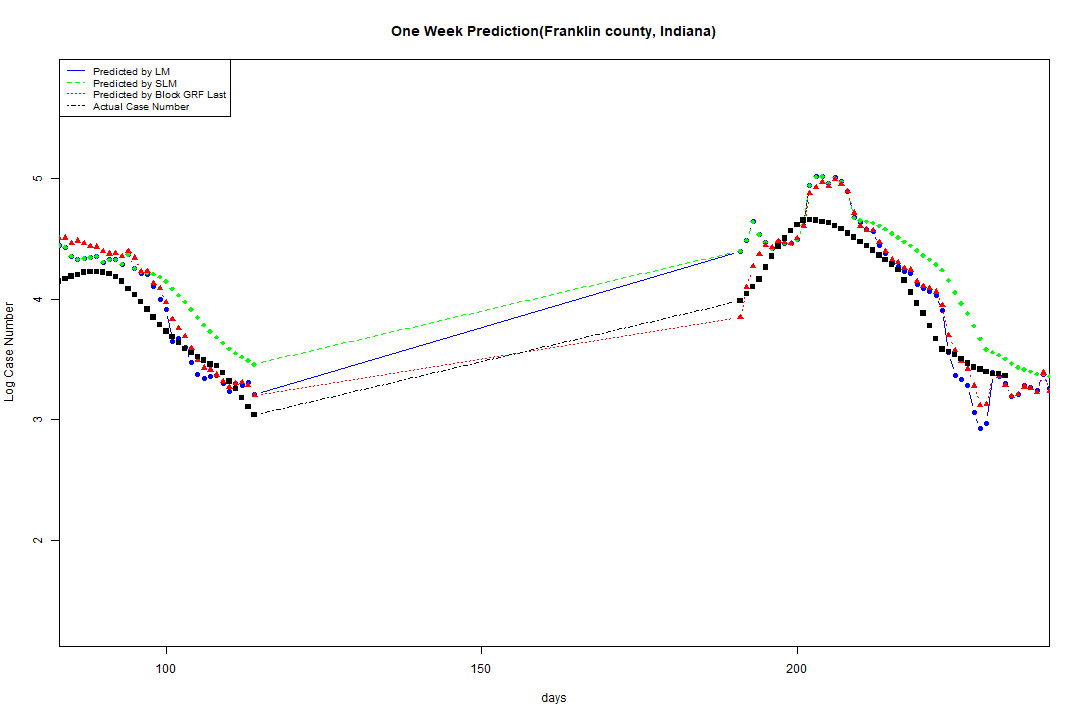 One Week Prediction(Franklin county, Indiana)
Predicted by LM
Predicted by SLM
Predicted by Block GRF Last
Actual Case Number
5
4
3
2
Log Case Number
100 150 200
days